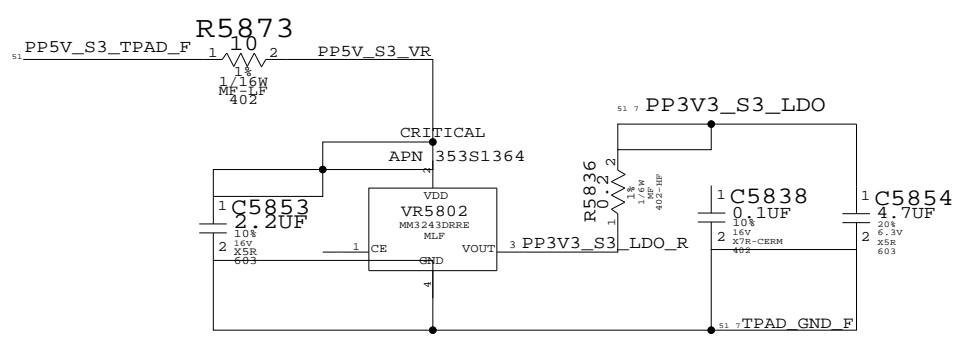 R5873
51 PP5V_S3_TPAD_F 1 10 2 PP5V_S3_VR
1%
1/16W
MF-LF
402
51 7 PP3V3_S3_LDO
CRITICAL
APN 353S1364
2
VDD
VR5802
MM3243DRRE
MLF
1 CE
VOUT 3 PP3V3_S3_LDO_R
GND
4
1 C5853
2.2UF
10%
2 16V
X5R
603
R5836
0.2
1%
1/16W
MF
402-HF
2
1
1 C5838
0.1UF
10%
2 16V
X7R-CERM
402
1 C5854
4.7UF
20%
2 6.3V
X5R
603
51 7 TPAD_GND_F